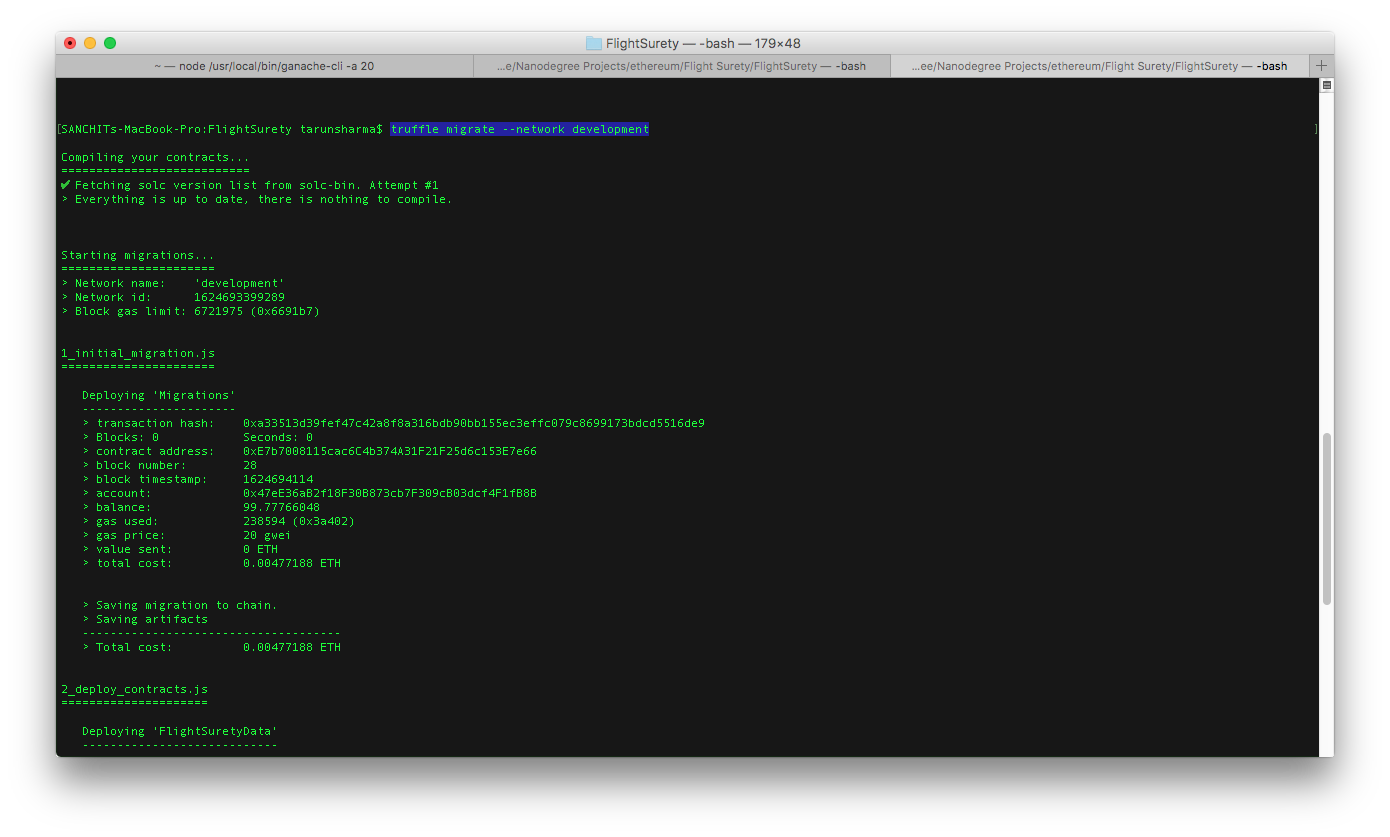 FlightSurety — -bash — 179×48
~ — node /usr/local/bin/ganache-cli -a 20
...e/Nanodegree Projects/ethereum/Flight Surety/FlightSurety — -bash
...ee/Nanodegree Projects/ethereum/Flight Surety/FlightSurety — -bash
[SANCHITs-MacBook-Pro:FlightSurety tarunsharma$ truffle migrate --network development ]
Compiling your contracts...
===========================
✔ Fetching solc version list from solc-bin. Attempt #1
> Everything is up to date, there is nothing to compile.
Starting migrations...
======================
> Network name:    'development'
> Network id:      1624693399289
> Block gas limit: 6721975 (0x6691b7)
1_initial_migration.js
======================
Deploying 'Migrations'
----------------------
> transaction hash:    0xa33513d39fef47c42a8f8a316bdb90bb155ec3effc079c8699173bdcd5516de9
> Blocks: 0            Seconds: 0
> contract address:    0xE7b7008115cac6C4b374A31F21F25d6c153E7e66
> block number:        28
> block timestamp:     1624694114
> account:             0x47eE36aB2f18F30B873cb7F309cB03dcf4F1fB8B
> balance:             99.77766048
> gas used:            238594 (0x3a402)
> gas price:           20 gwei
> value sent:          0 ETH
> total cost:          0.00477188 ETH
> Saving migration to chain.
> Saving artifacts
-------------------------------------
> Total cost:          0.00477188 ETH
2_deploy_contracts.js
=====================
Deploying 'FlightSuretyData'
----------------------------